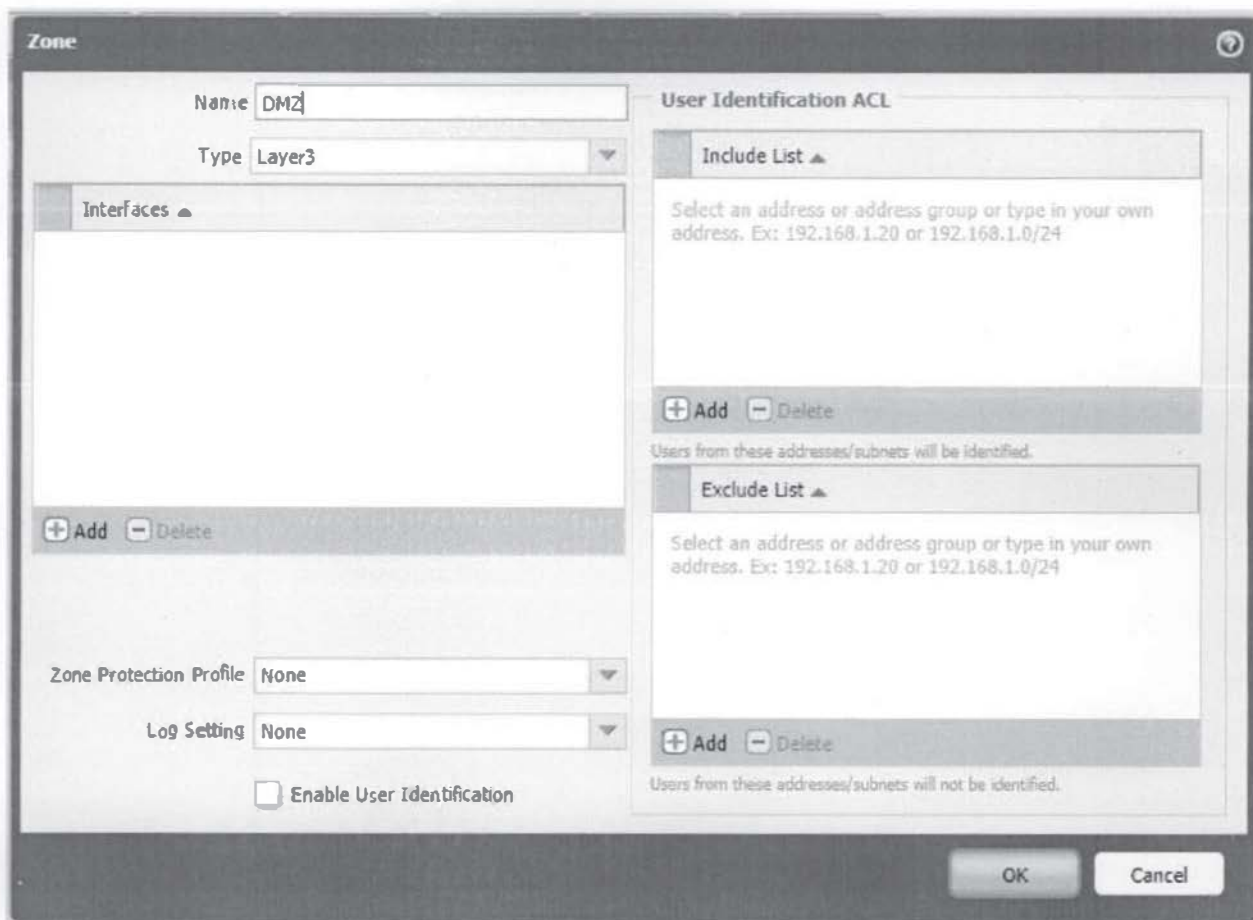 Zone
Name DMZ
Type Layer3
Interfaces
Add Delete
Zone Protection Profile None
Log Setting None
Enable User Identification
User Identification ACL
Include List
Select an address or address group or type in your own
address. Ex: 192.168.1.20 or 192.168.1.0/24
Add Delete
Users from these addresses/subnets will be identified.
Exclude List
Select an address or address group or type in your own
address. Ex: 192.168.1.20 or 192.168.1.0/24
Add Delete
Users from these addresses/subnets will not be identified.
OK Cancel